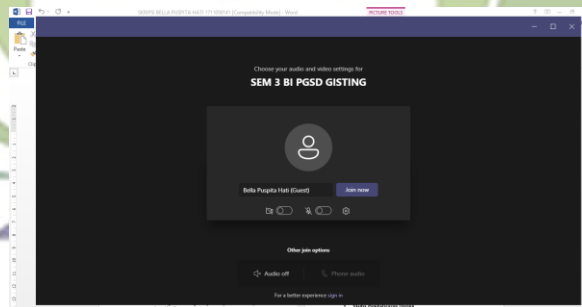 SKRIPSI BELLA PUSPITA HATI [Compatibility Mode] - Word
PICTURE TOOLS
FILE
Paste
Choose your audio and video settings for
SEM 3 BI PGSD GISTING
Bella Puspita Hati (Guest)
Join now
Other join options
Audio off
Phone audio
For a better experience sign in